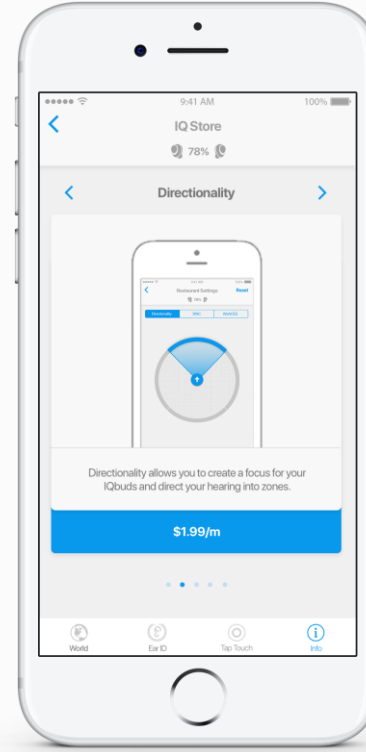 9:41 AM
100%
IQ Store
78%
Directionality
Restaurant Settings
Reset
Directionality
Directionality allows you to create a focus for your
IQbuds and direct your hearing into zones.
$1.99/m
World
Ear ID
Tap Touch
Info